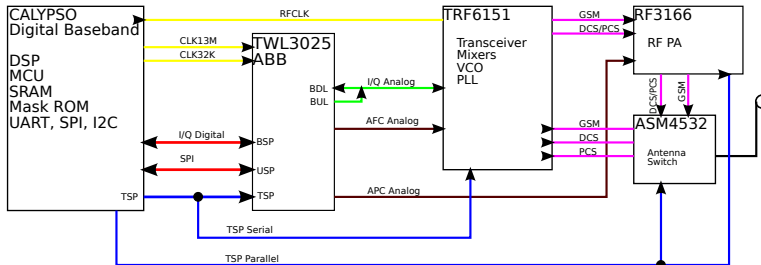 CALYPSO
Digital Baseband
DSP
MCU
SRAM
Mask ROM
UART, SPI, I2C
TSP
RFCLK
CLK13M
CLK32K
I/Q Digital
SPI
TWL3025
ABB
BDL
BUL
BSP
USP
TSP
I/Q Analog
AFC Analog
APC Analog
TSP Serial
TSP Parallel
TRF6151
Transceiver
Mixers
VCO
PLL
GSM
DCS/PCS
GSM
DCS
PCS
RF3166
RF PA
DCS/PCS
GSM
ASM4532
Antenna
Switch